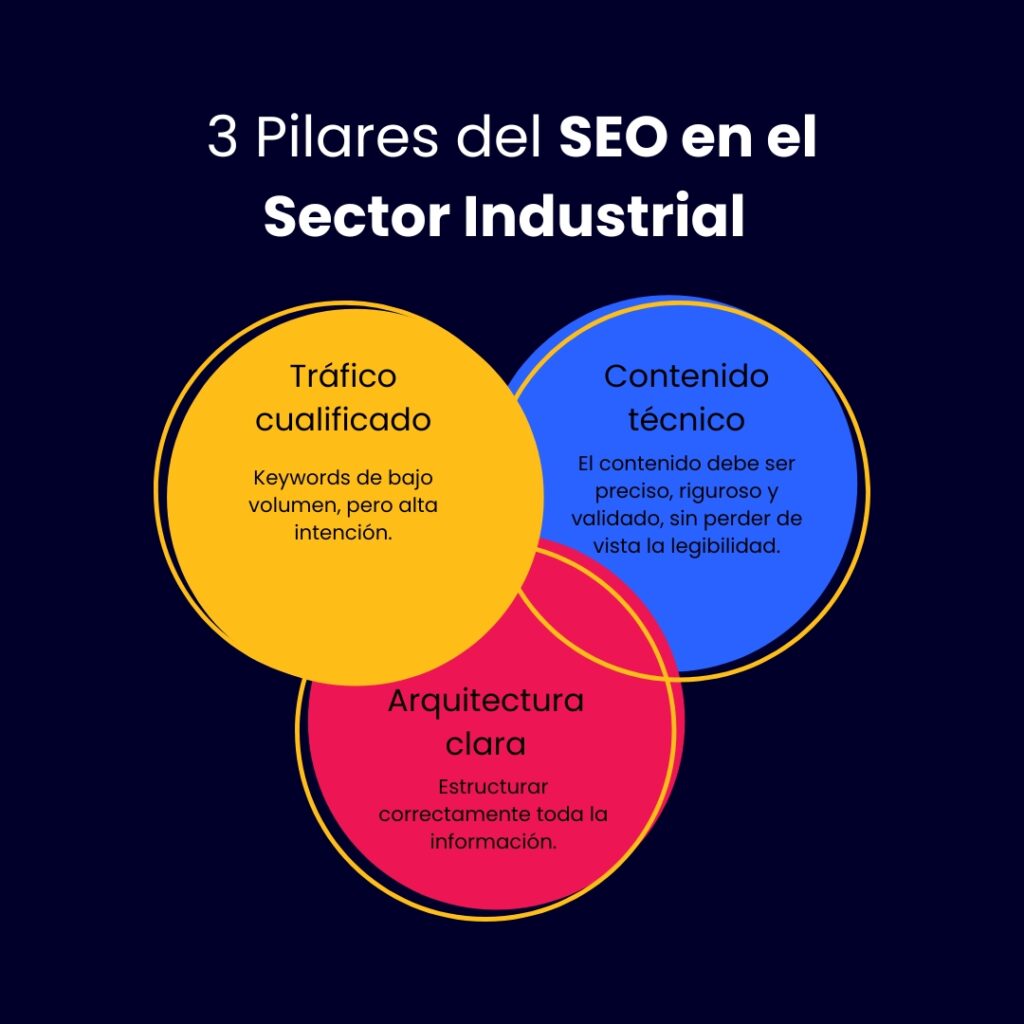 3 Pilares del SEO en el
Sector Industrial
Tráfico
cualificado
Keywords de bajo
volumen, pero alta
intención.
Contenido
técnico
El contenido debe ser
preciso, riguroso y
validado, sin perder de
vista la legibilidad.
Arquitectura
clara
Estructurar
correctamente toda la
información.